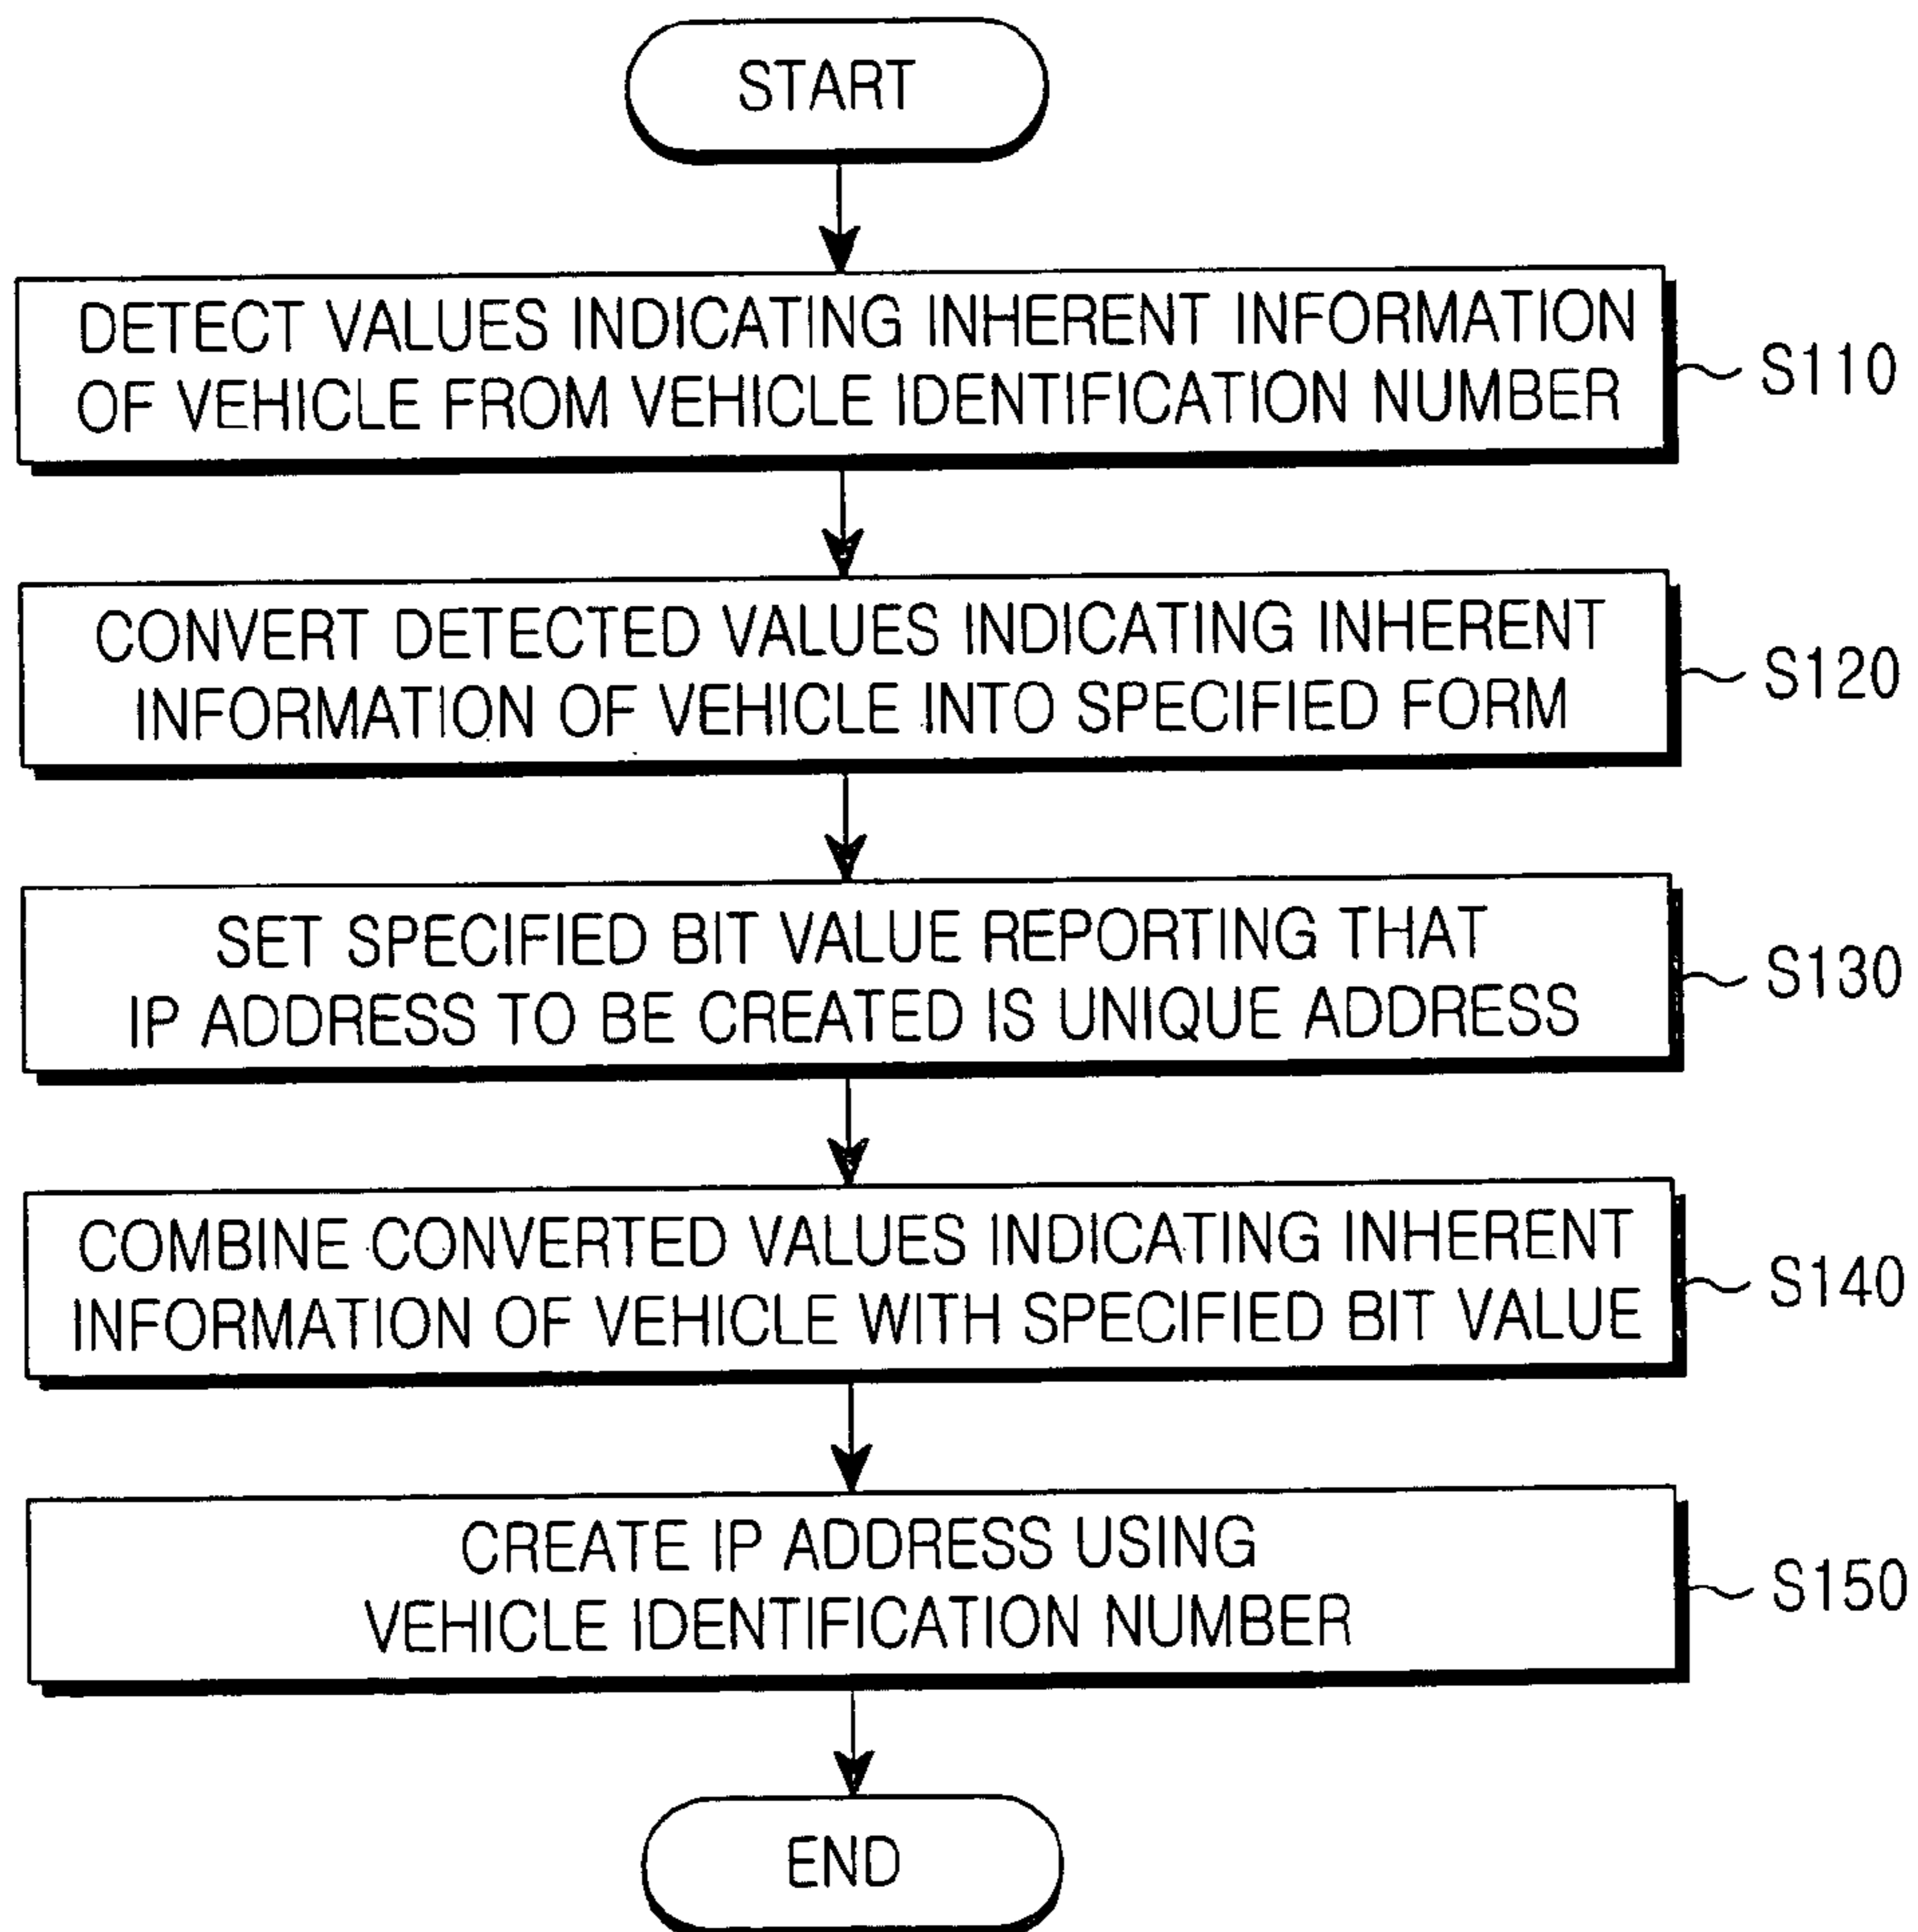 START
DETECT VALUES INDICATING INHERENT INFORMATION
OF VEHICLE FROM VEHICLE IDENTIFICATION NUMBER
S110
CONVERT DETECTED VALUES INDICATING INHERENT
INFORMATION OF VEHICLE INTO SPECIFIED FORM
S120
SET SPECIFIED BIT VALUE REPORTING THAT
IP ADDRESS TO BE CREATED IS UNIQUE ADDRESS
S130
COMBINE CONVERTED VALUES INDICATING INHERENT
INFORMATION OF VEHICLE WITH SPECIFIED BIT VALUE
S140
CREATE IP ADDRESS USING
VEHICLE IDENTIFICATION NUMBER
S150
END